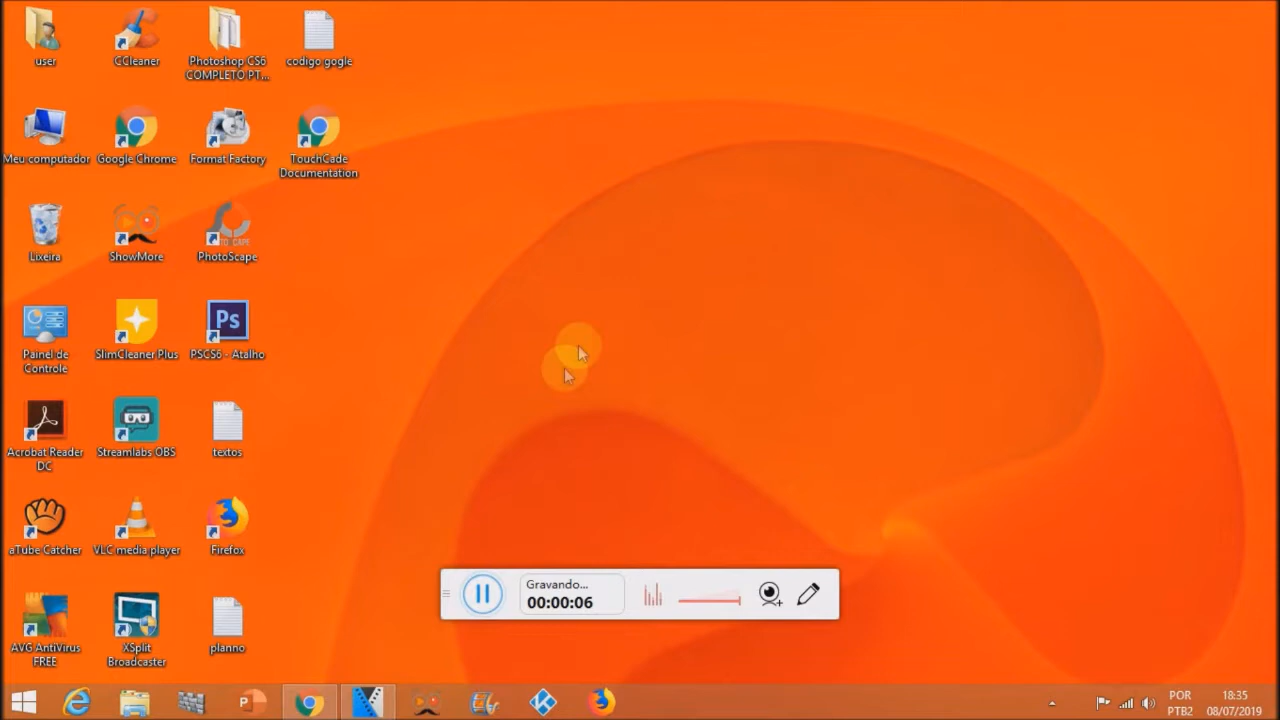 user
CCleaner
Photoshop CS6
COMPLETO PT...
codigo gogle
Meu computador
Google Chrome
Format Factory
TouchCade
Documentation
Lixeira
ShowMore
PhotoScape
Painel de
Controle
SlimCleaner Plus
Ps
PSCS6 - Atalho
Acrobat Reader
DC
Streamlabs OBS
textos
aTube Catcher
VLC media player
Firefox
Gravando...
00:00:06
AVG AntiVirus
FREE
XSplit
Broadcaster
planno
POR
PTB2
18:35
08/07/2019